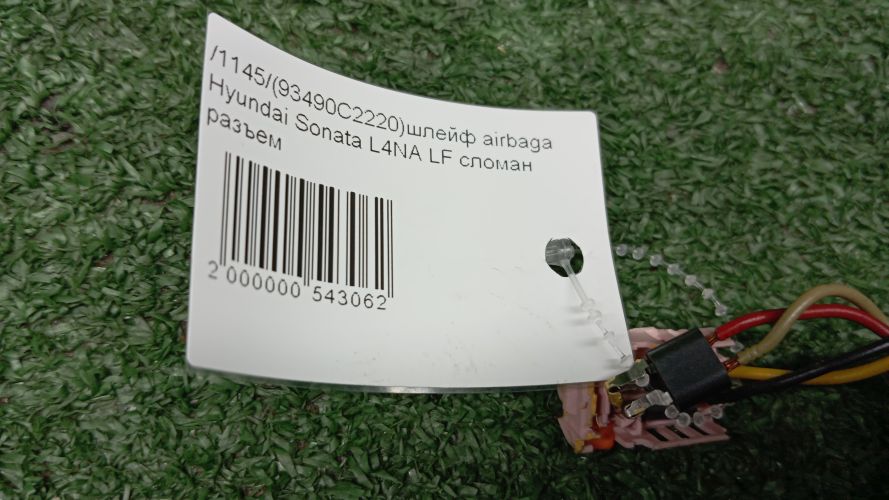 /1145/(93490C2220)шлейф airbaga
Hyundai Sonata L4NA LF сломан
разъем
2 000000 543062